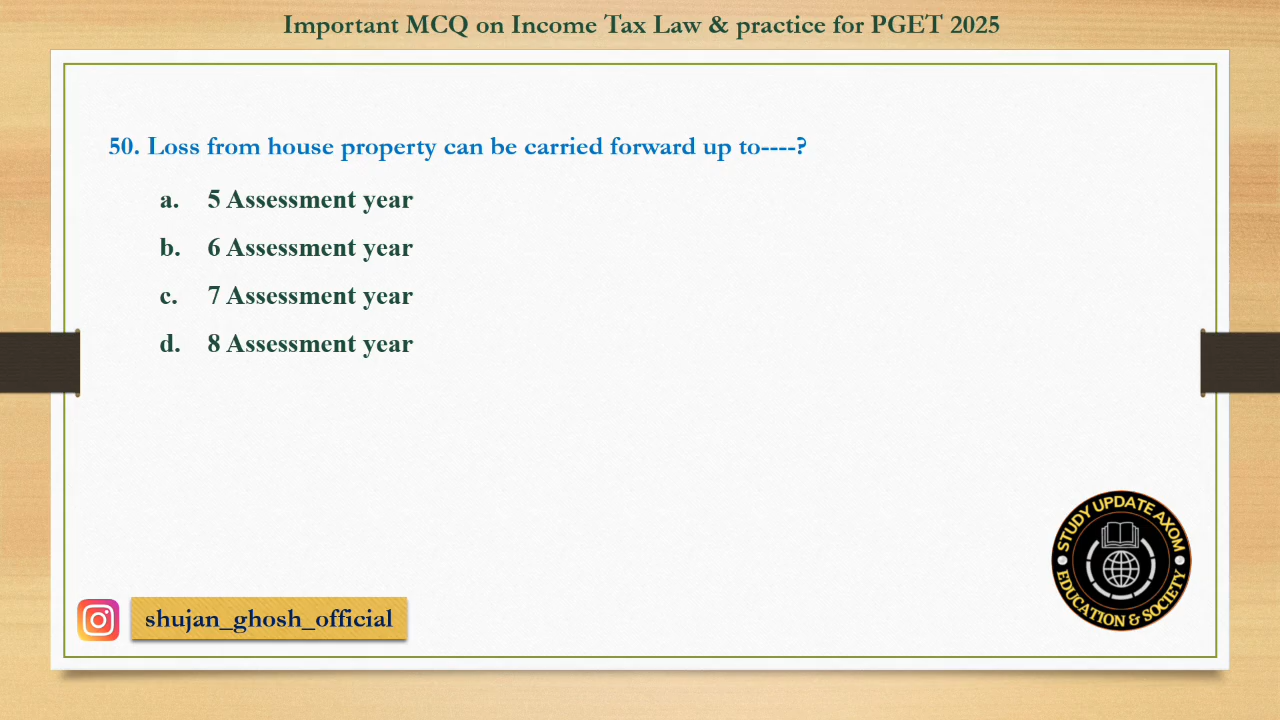 Important MCQ on Income Tax Law & practice for PGET 2025
50. Loss from house property can be carried forward up to----?
a. 5 Assessment year
b. 6 Assessment year
c. 7 Assessment year
d. 8 Assessment year
STUDY UPDATE AXOM
EDUCATION & SOCIETY
shujan_ghosh_official